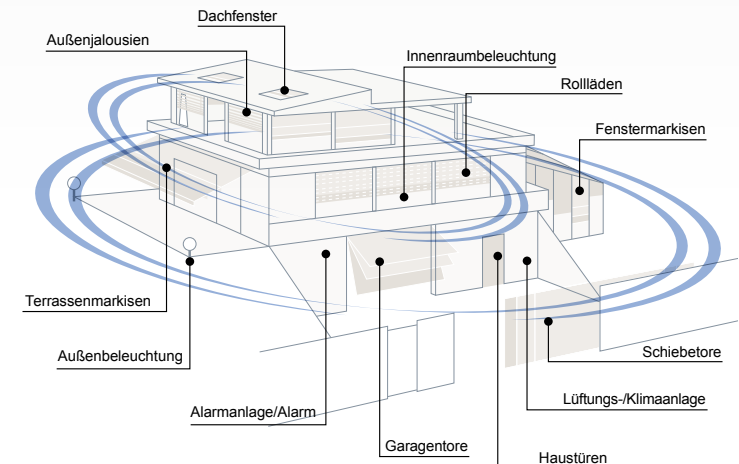 Dachfenster
Außenjalousien
Innenraumbeleuchtung
Rollläden
Fenstermarkisen
Terrassenmarkisen
Außenbeleuchtung
Schiebetore
Alarmanlage/Alarm
Lüftungs-/Klimaanlage
Garagentore
Haustüren